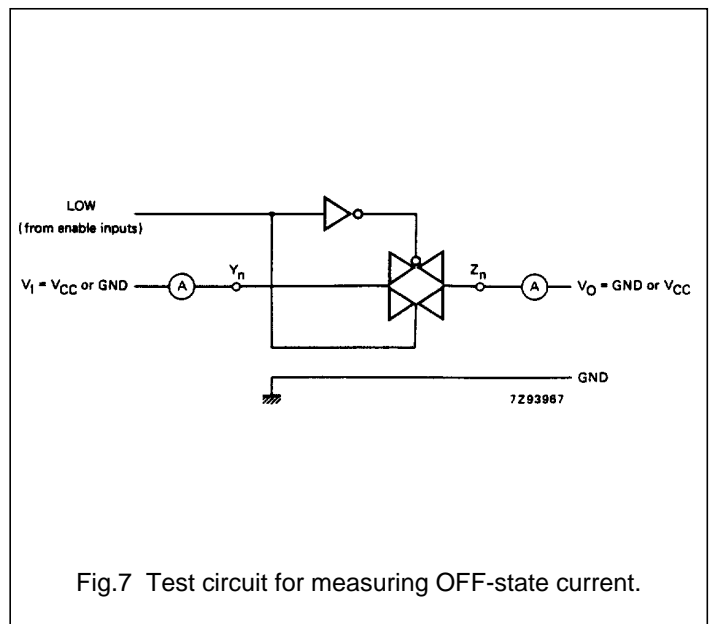 LOW
(from enable inputs)
V_I = V_CC or GND A Y_n Z_n A V_O = GND or V_CC
GND
7Z93967
Fig.7 Test circuit for measuring OFF-state current.